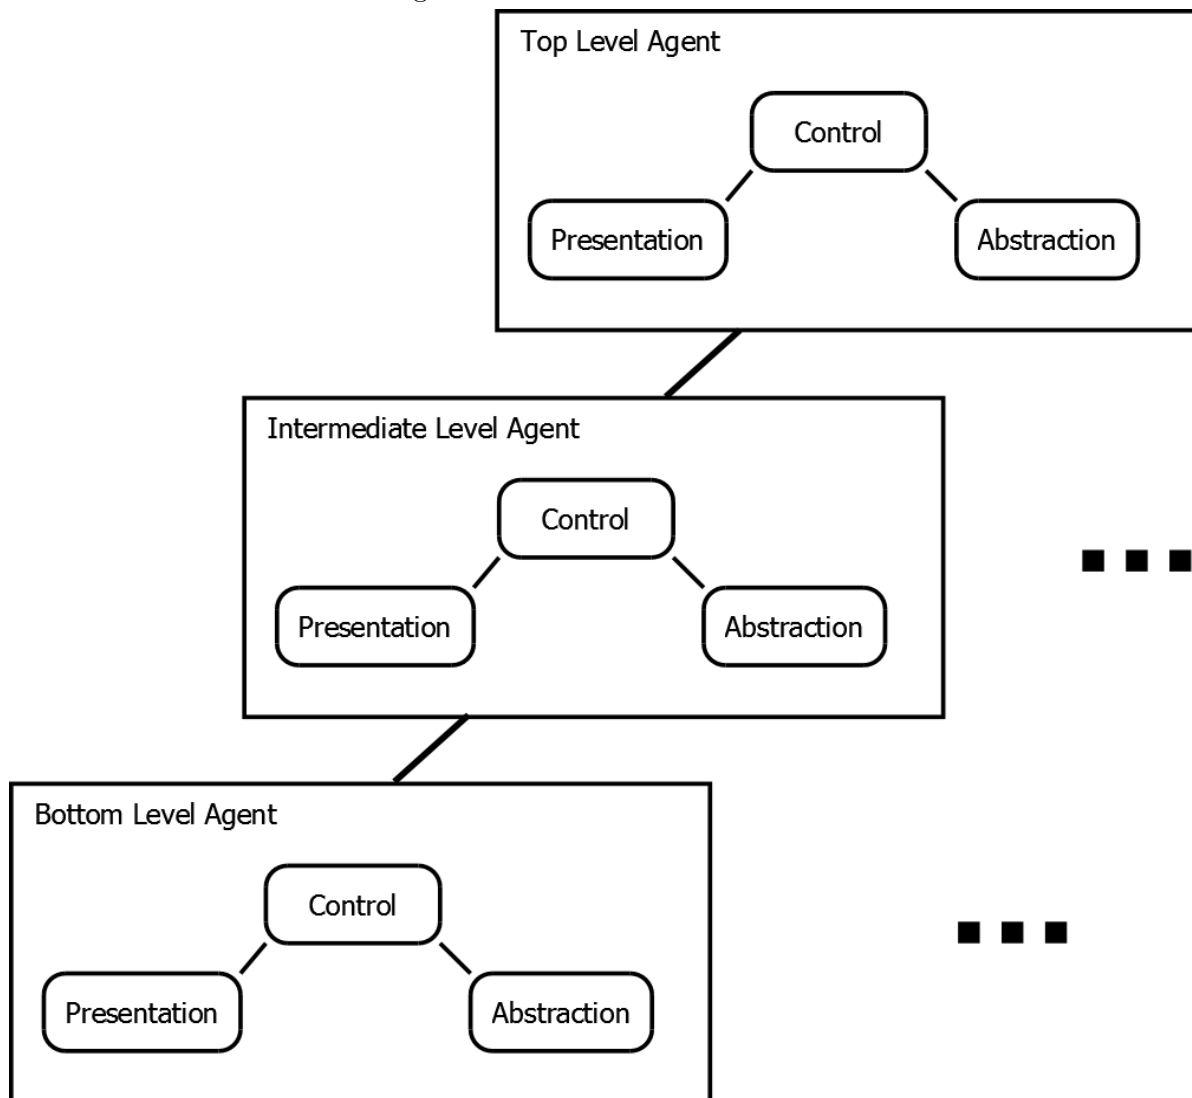 Top Level Agent
Control
Presentation
Abstraction
Intermediate Level Agent
Control
Presentation
Abstraction
Bottom Level Agent
Control
Presentation
Abstraction